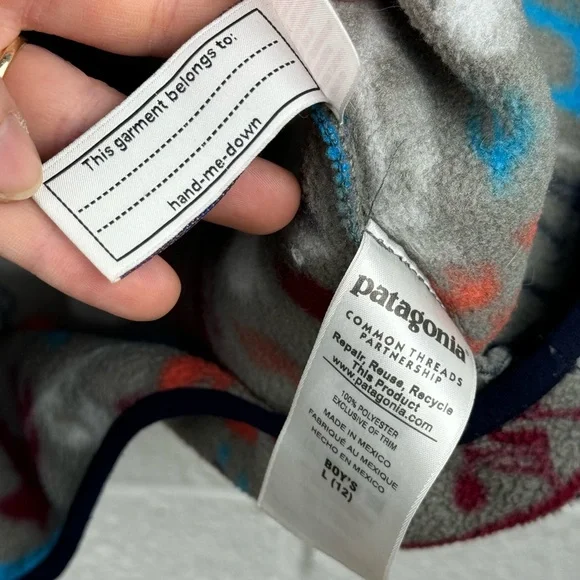 This garment belongs to:
hand-me-down
patagonia®
COMMON THREADS
PARTNERSHIP
Repair, Reuse, Recycle
This Product
www.patagonia.com
100% POLYESTER
EXCLUSIVE OF TRIM
MADE IN MEXICO
FABRIQUÉ AU MEXIQUE
HECHO EN MEXICO
BOY'S
L (12)